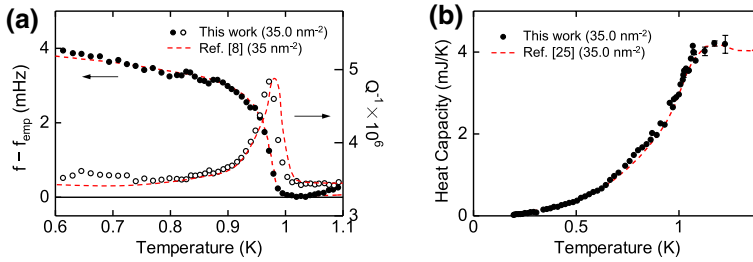 (a)
This work (35.0 nm⁻²)
Ref. [8] (35 nm⁻²)
f − f_emp (mHz)
4
2
0
Q⁻¹ × 10⁶
5
4
3
0.6 0.7 0.8 0.9 1 1.1
Temperature (K)
(b)
This work (35.0 nm⁻²)
Ref. [25] (35.0 nm⁻²)
Heat Capacity (mJ/K)
4
2
0
0 0.5 1
Temperature (K)